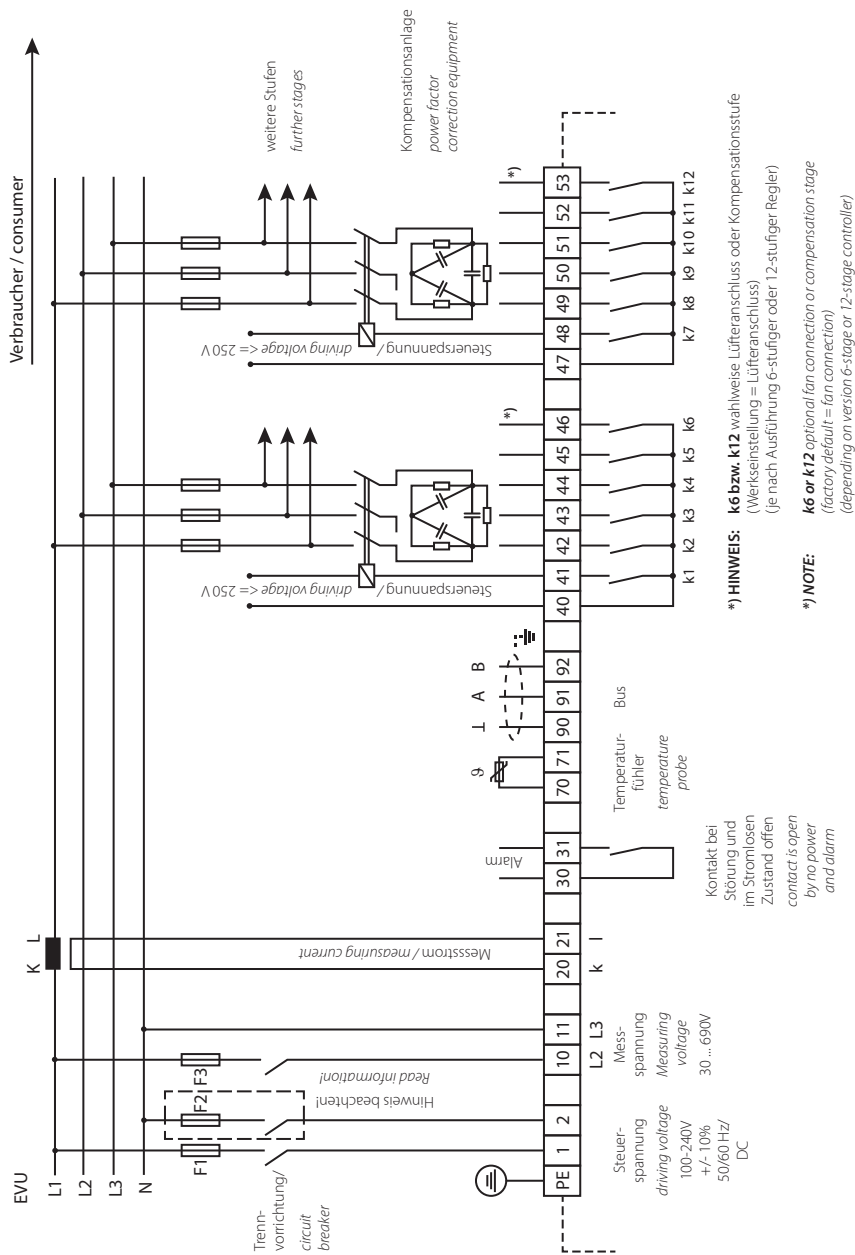 Verbraucher / consumer
EVU
L1
L2
L3
N
K L
Trenn-
vorrichtung/
circuit
breaker
F1
F2
F3
Hinweis beachten!
Read information!
Messstrom / measuring current
Alarm
ϑ
⊥ A B
Steuerspannung /
driving voltage <= 250 V
*)
Steuerspannung /
driving voltage <= 250 V
*)
weitere Stufen
further stages
Kompensationsanlage
power factor
correction equipment
PE 1 2 10 11 20 21 30 31 70 71 90 91 92 40 41 42 43 44 45 46 47 48 49 50 51 52 53
L2 L3
k l
k1 k2 k3 k4 k5 k6
k7 k8 k9 k10 k11 k12
Steuer-
spannung
driving voltage
100-240V
+/- 10%
50/60 Hz/
DC
Mess-
spannung
Measuring
voltage
30 ... 690V
Kontakt bei
Störung und
im Stromlosen
Zustand offen
contact is open
by no power
and alarm
Temperatur-
fühler
temperature
probe
Bus
*) HINWEIS: k6 bzw. k12 wahlweise Lüfteranschluss oder Kompensationsstufe
(Werkseinstellung = Lüfteranschluss)
(je nach Ausführung 6-stufiger oder 12-stufiger Regler)
*) NOTE: k6 or k12 optional fan connection or compensation stage
(factory default = fan connection)
(depending on version 6-stage or 12-stage controller)